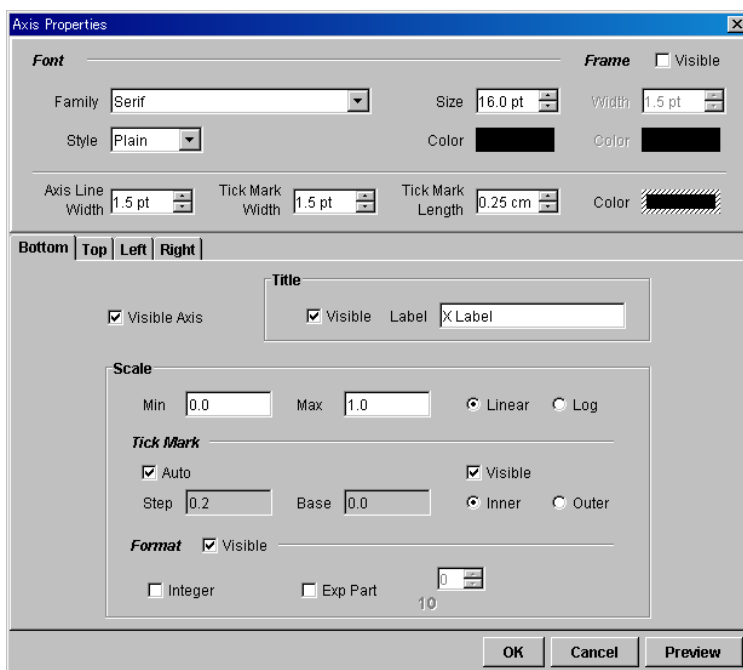 Axis Properties
Font Frame Visible
Family Serif Size 16.0 pt Width 1.5 pt
Style Plain Color Color
Axis Line Width 1.5 pt Tick Mark Width 1.5 pt Tick Mark Length 0.25 cm Color
Bottom Top Left Right
Title
Visible Axis Visible Label X Label
Scale
Min 0.0 Max 1.0 Linear Log
Tick Mark
Auto Visible
Step 0.2 Base 0.0 Inner Outer
Format Visible
Integer Exp Part 10 0
OK Cancel Preview